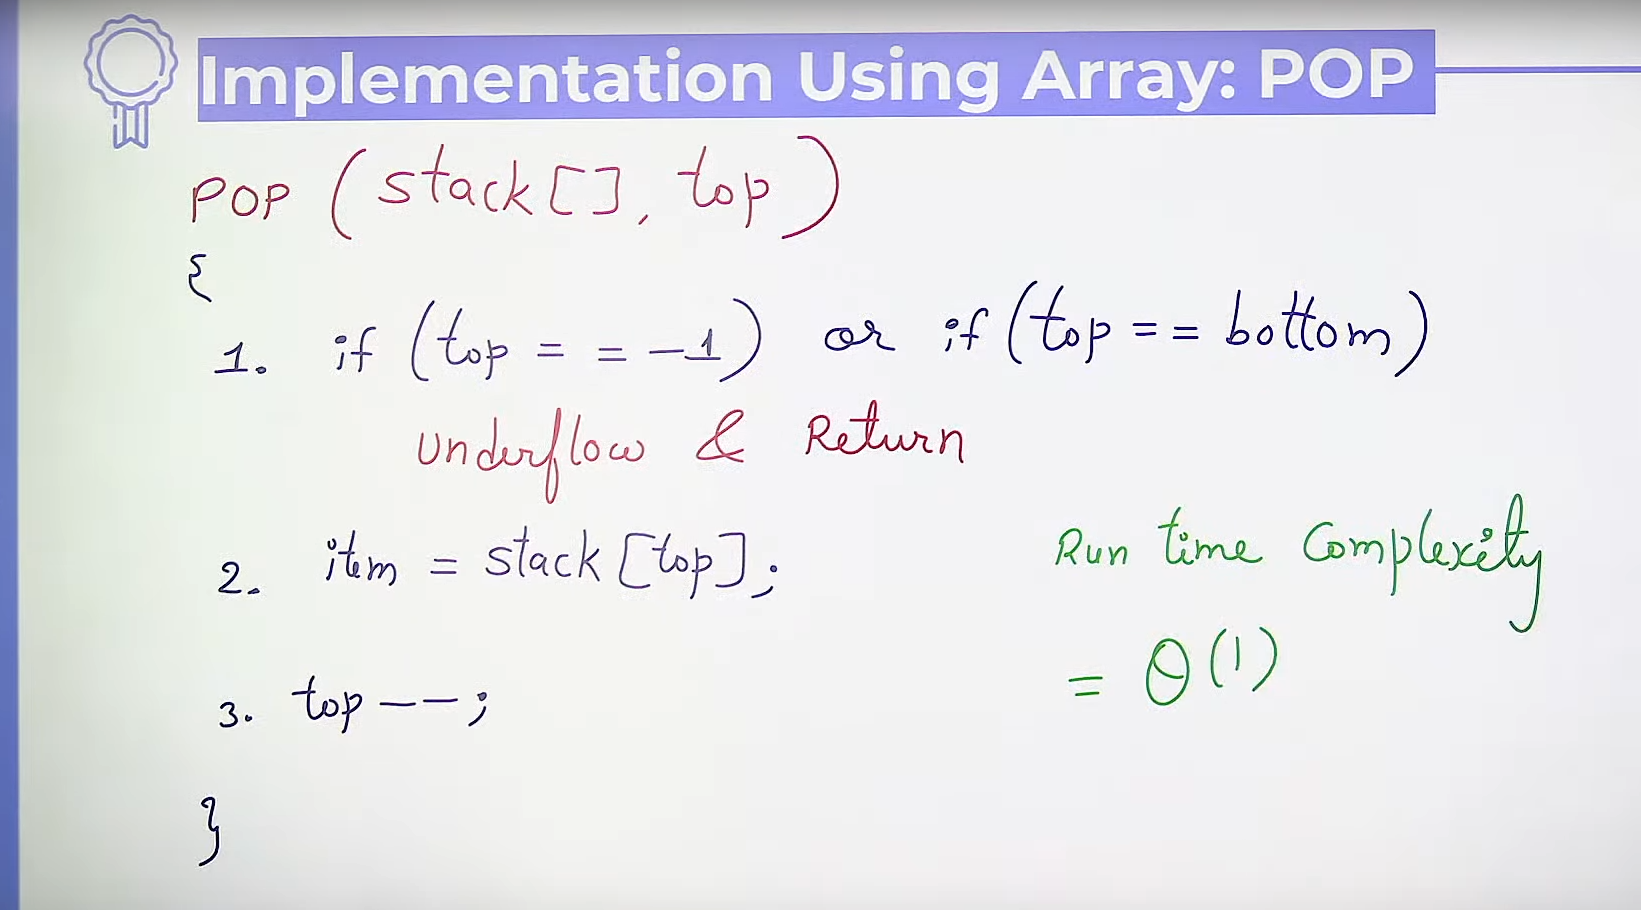 Implementation Using Array: POP
POP (stack[], top)
{
1. if (top = = -1) or if (top == bottom)
Underflow & Return
2. item = stack [top];
3. top--;
}
Run time Complexity
= θ(1)